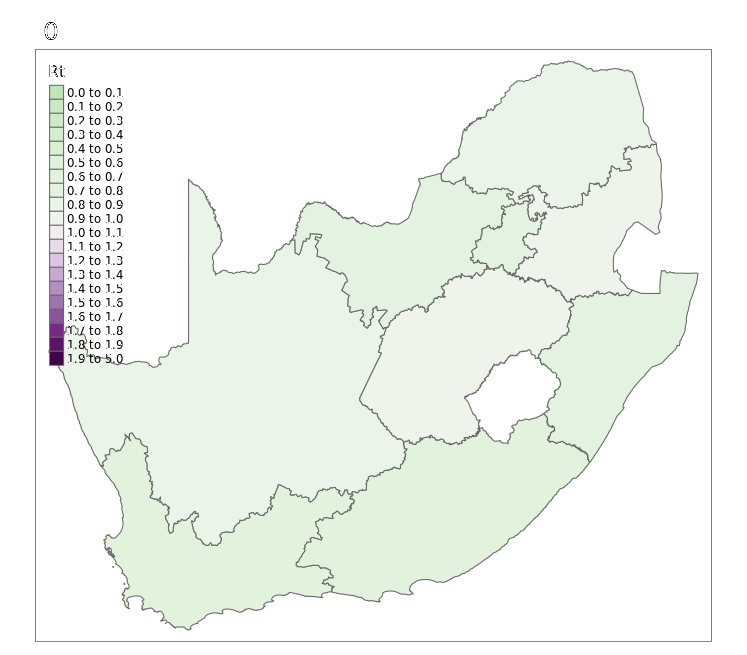 0
Rt
0.0 to 0.1
0.1 to 0.2
0.2 to 0.3
0.3 to 0.4
0.4 to 0.5
0.5 to 0.6
0.6 to 0.7
0.7 to 0.8
0.8 to 0.9
0.9 to 1.0
1.0 to 1.1
1.1 to 1.2
1.2 to 1.3
1.3 to 1.4
1.4 to 1.5
1.5 to 1.6
1.6 to 1.7
1.7 to 1.8
1.8 to 1.9
1.9 to 5.0